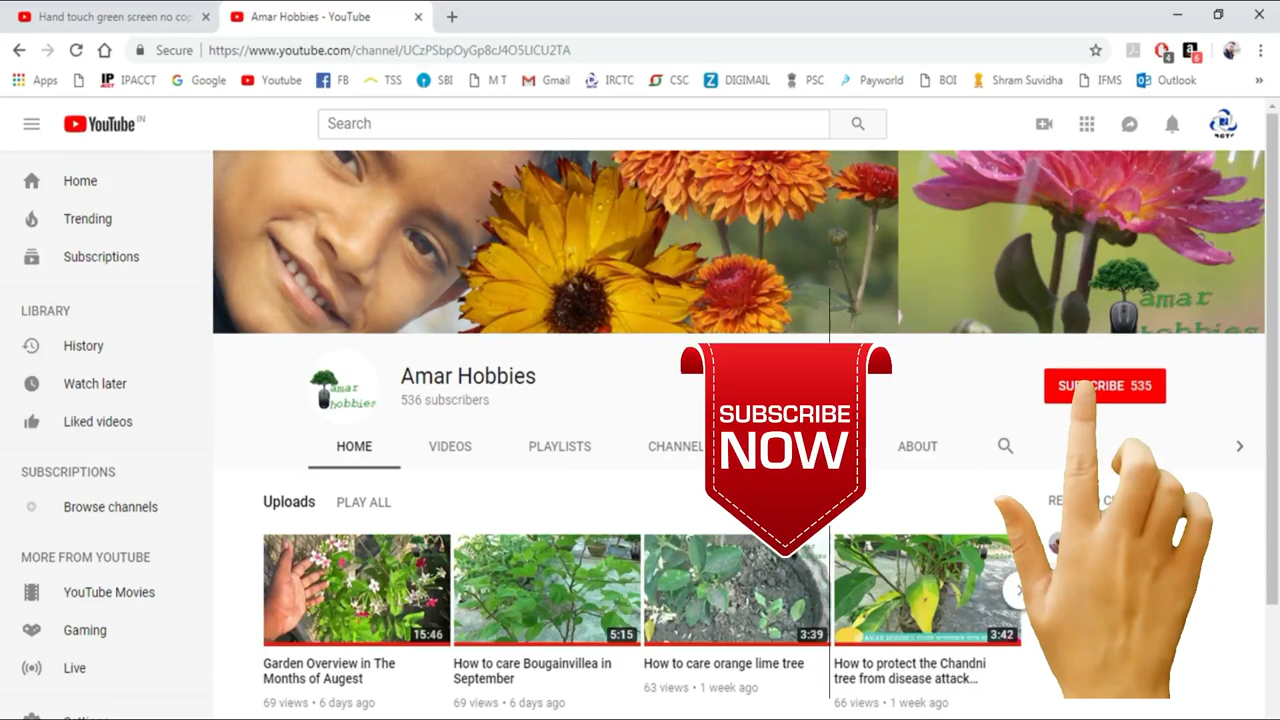 Hand touch green screen no cop
Amar Hobbies - YouTube
Secure
https://www.youtube.com/channel/UCzPSbpOyGp8cJ4O5LICU2TA
4
6
Apps
IPACCT
Google
Youtube
FB
TSS
SBI
M T
Gmail
IRCTC
CSC
DIGIMAIL
PSC
Payworld
BOI
Shram Suvidha
IFMS
Outlook
YouTube IN
Search
Home
Trending
Subscriptions
LIBRARY
History
Watch later
Liked videos
SUBSCRIPTIONS
Browse channels
MORE FROM YOUTUBE
YouTube Movies
Gaming
Live
amar
hobbies
amar
hobbies
Amar Hobbies
536 subscribers
SUBSCRIBE 535
HOME
VIDEOS
PLAYLISTS
CHANNEL
ABOUT
SUBSCRIBE
NOW
Uploads
PLAY ALL
15:46
5:15
3:39
3:42
Garden Overview in The
Months of Augest
69 views • 6 days ago
How to care Bougainvillea in
September
69 views • 6 days ago
How to care orange lime tree
63 views • 1 week ago
How to protect the Chandni
tree from disease attack...
66 views • 1 week ago